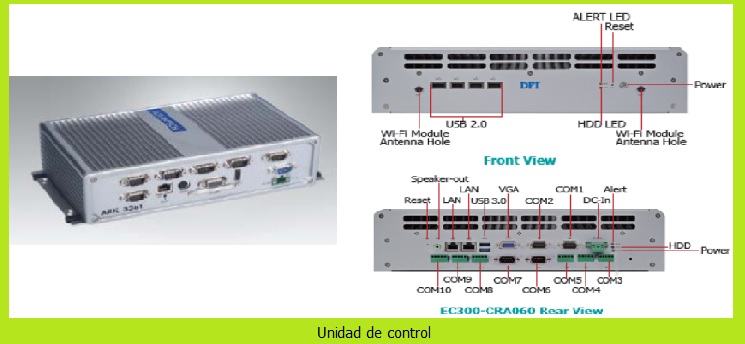 ALERT LED
Reset
DFI
Power
USB 2.0
HDD LED
Wi-Fi Module
Antenna Hole
Wi-Fi Module
Antenna Hole
Front View
Speaker-out
LAN
VGA
COM1
Alert
Reset
LAN
USB 3.0
COM2
DC-In
HDD
Power
COM10
COM9
COM8
COM7
COM6
COM5
COM4
COM3
EC300-CRA060 Rear View
Unidad de control